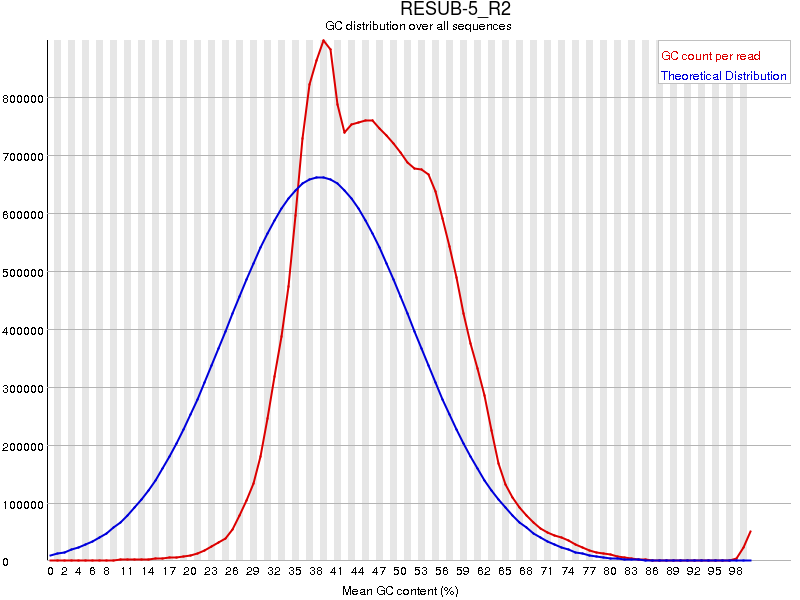 RESUB-5_R2
GC distribution over all sequences
GC count per read
Theoretical Distribution
800000
700000
600000
500000
400000
300000
200000
100000
0
0 2 4 6 8 11 14 17 20 23 26 29 32 35 38 41 44 47 50 53 56 59 62 65 68 71 74 77 80 83 86 89 92 95 98
Mean GC content (%)